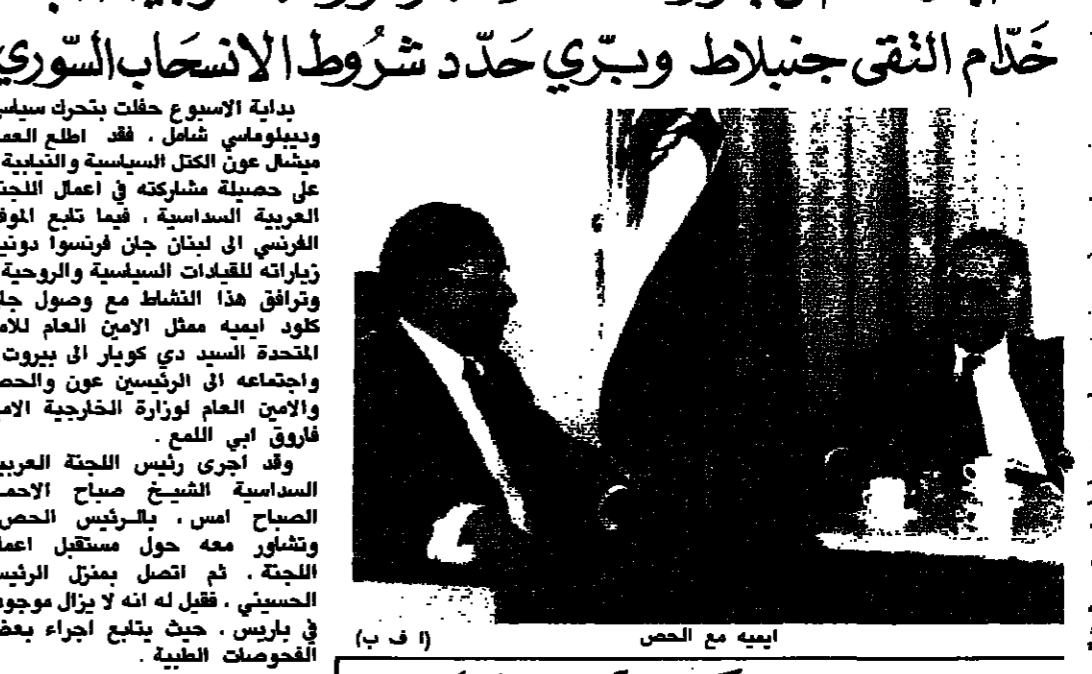 خَدّام التقى جنبلاط وبرّي حَدّد شرُوط الانسحَاب السّوري
بداية الاسبوع حفلت بتحرك سياسي
وديبلوماسي شامل . فقد اطلع العماد
ميشال عون الكتل السياسية والنيابية
على حصيلة مشاركته في اعمال اللجنة
العربية السداسية ، فيما تابع الموفد
الفرنسي الى لبنان جان فرنسوا دونيو
زياراته للقيادات السياسية والروحية
وترافق هذا النشاط مع وصول جان
كلود ايميه ممثل الامين العام للامم
المتحدة السيد دي كويار الى بيروت
واجتماعه الى الرئيسين عون والحص
والامين العام لوزارة الخارجية الامير
فاروق ابي اللمع .
وقد اجرى رئيس اللجنة العربية
السداسية الشيخ صباح الاحمد
الصباح امس ، بالرئيس الحص
وتشاور معه حول مستقبل اعمال
اللجنة . ثم اتصل بمنزل الرئيس
الحسيني ، فقيل له انه لا يزال موجودا
في باريس ، حيث يتابع اجراء بعض
الفحوصات الطبية .
ايميه مع الحص
(ا ف ب)